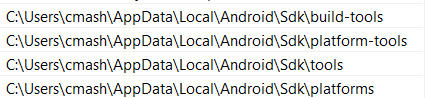 C:\Users\cmash\AppData\Local\Android\Sdk\build-tools
C:\Users\cmash\AppData\Local\Android\Sdk\platform-tools
C:\Users\cmash\AppData\Local\Android\Sdk\tools
C:\Users\cmash\AppData\Local\Android\Sdk\platforms